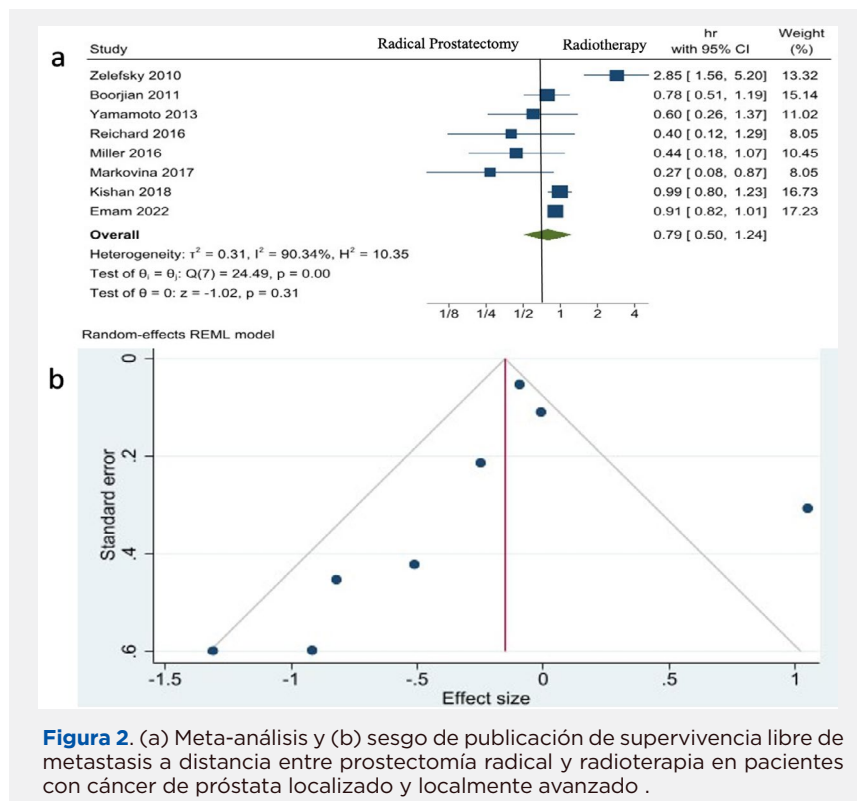 a
Study Radical Prostatectomy Radiotherapy hr with 95% CI Weight (%)
Zelefsky 2010 2.85 [ 1.56, 5.20] 13.32
Boorjian 2011 0.78 [ 0.51, 1.19] 15.14
Yamamoto 2013 0.60 [ 0.26, 1.37] 11.02
Reichard 2016 0.40 [ 0.12, 1.29] 8.05
Miller 2016 0.44 [ 0.18, 1.07] 10.45
Markovina 2017 0.27 [ 0.08, 0.87] 8.05
Kishan 2018 0.99 [ 0.80, 1.23] 16.73
Emam 2022 0.91 [ 0.82, 1.01] 17.23
Overall 0.79 [ 0.50, 1.24]
Heterogeneity: τ² = 0.31, I² = 90.34%, H² = 10.35
Test of θᵢ = θⱼ: Q(7) = 24.49, p = 0.00
Test of θ = 0: z = -1.02, p = 0.31
1/8 1/4 1/2 1 2 4
Random-effects REML model
b
Standard error
0
.2
.4
.6
-1.5 -1 -.5 0 .5 1
Effect size
Figura 2. (a) Meta-análisis y (b) sesgo de publicación de supervivencia libre de
metastasis a distancia entre prostectomía radical y radioterapia en pacientes
con cáncer de próstata localizado y localmente avanzado .